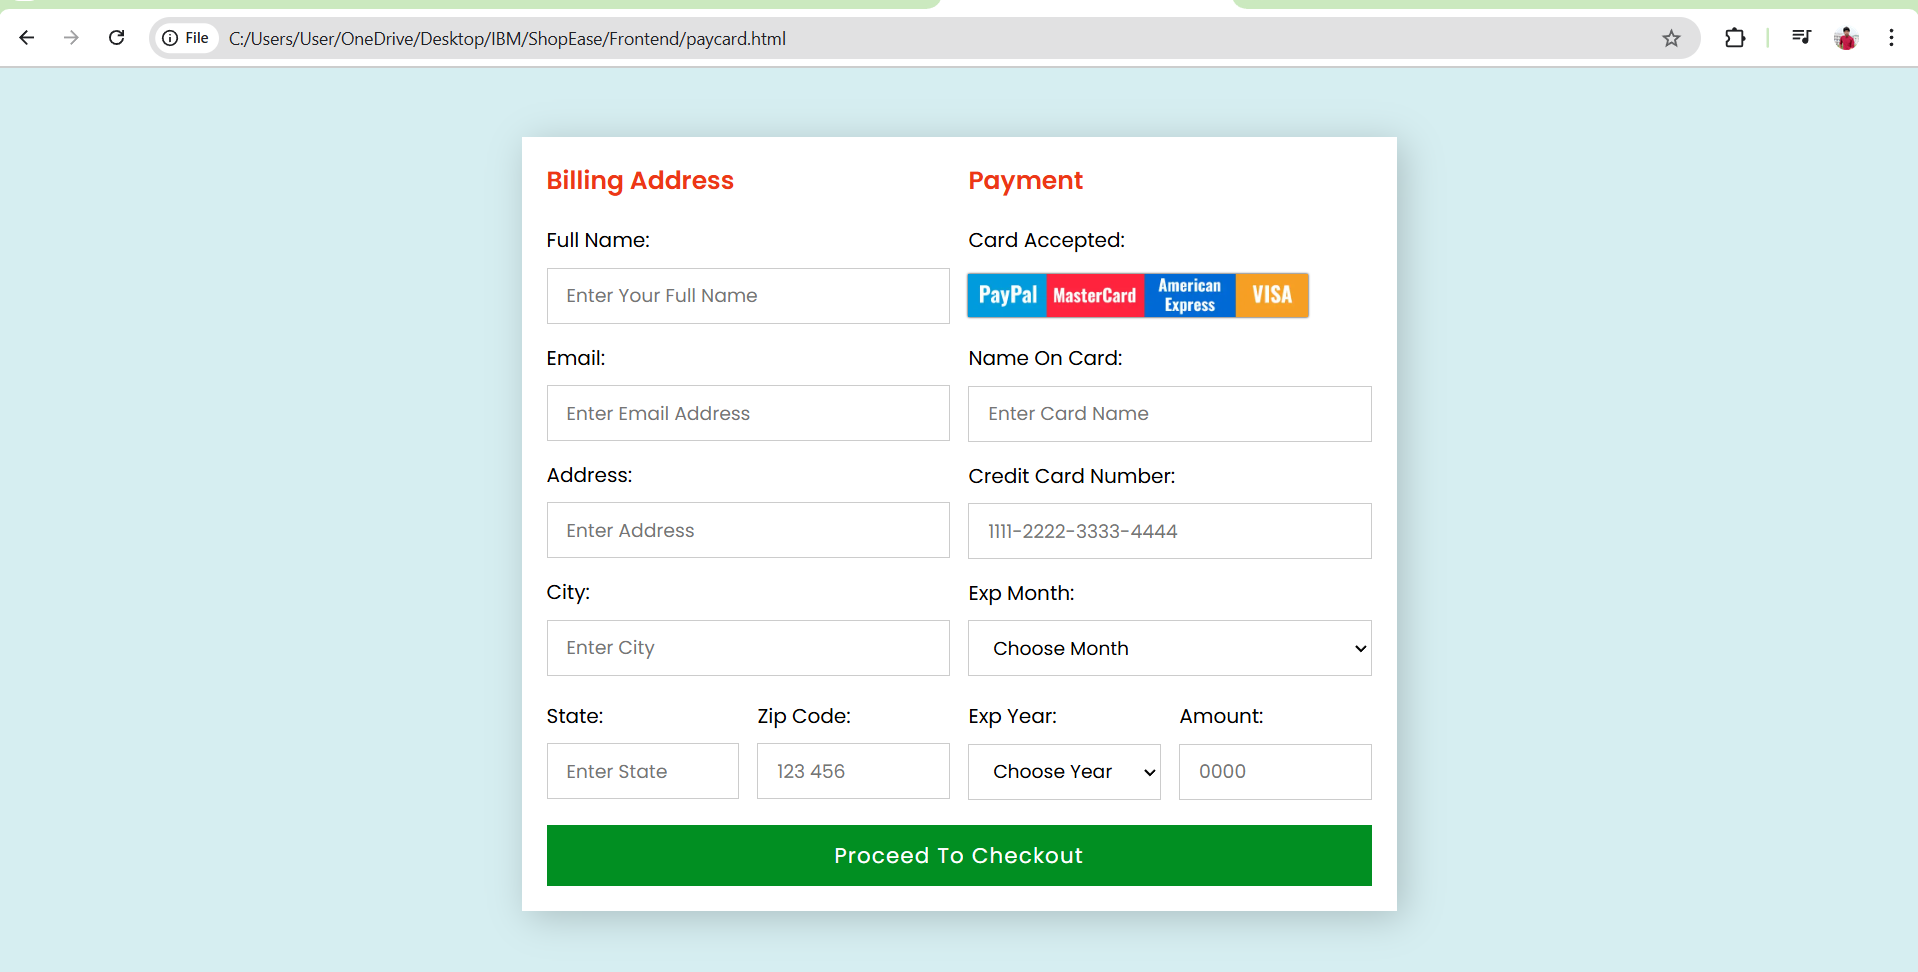 File
C:/Users/User/OneDrive/Desktop/IBM/ShopEase/Frontend/paycard.html
Billing Address
Full Name:
Enter Your Full Name
Email:
Enter Email Address
Address:
Enter Address
City:
Enter City
State:
Zip Code:
Enter State
123 456
Payment
Card Accepted:
PayPal MasterCard American Express VISA
Name On Card:
Enter Card Name
Credit Card Number:
1111-2222-3333-4444
Exp Month:
Choose Month
Exp Year:
Amount:
Choose Year
0000
Proceed To Checkout